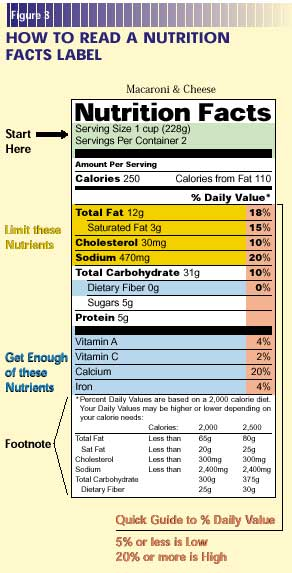 Figure 3
HOW TO READ A NUTRITION
FACTS LABEL
Macaroni & Cheese
Nutrition Facts
Start
Here
Serving Size 1 cup (228g)
Servings Per Container 2
Amount Per Serving
Calories 250 Calories from Fat 110
% Daily Value*
Limit these
Nutrients
Total Fat 12g 18%
Saturated Fat 3g 15%
Cholesterol 30mg 10%
Sodium 470mg 20%
Total Carbohydrate 31g 10%
Dietary Fiber 0g 0%
Sugars 5g
Protein 5g
Get Enough
of these
Nutrients
Vitamin A 4%
Vitamin C 2%
Calcium 20%
Iron 4%
Footnote
*Percent Daily Values are based on a 2,000 calorie diet.
Your Daily Values may be higher or lower depending on
your calorie needs:
Calories: 2,000 2,500
Total Fat Less than 65g 80g
Sat Fat Less than 20g 25g
Cholesterol Less than 300mg 300mg
Sodium Less than 2,400mg 2,400mg
Total Carbohydrate 300g 375g
Dietary Fiber 25g 30g
Quick Guide to % Daily Value
5% or less is Low
20% or more is High